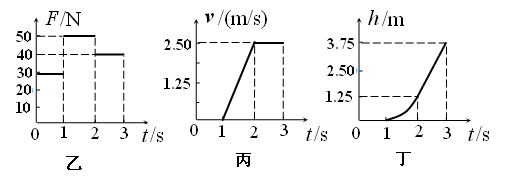 F/N
50
40
30
20
10
0 1 2 3 t/s
乙
v/(m/s)
2.50
1.25
0 1 2 3 t/s
丙
h/m
3.75
2.50
1.25
0 1 2 3 t/s
丁